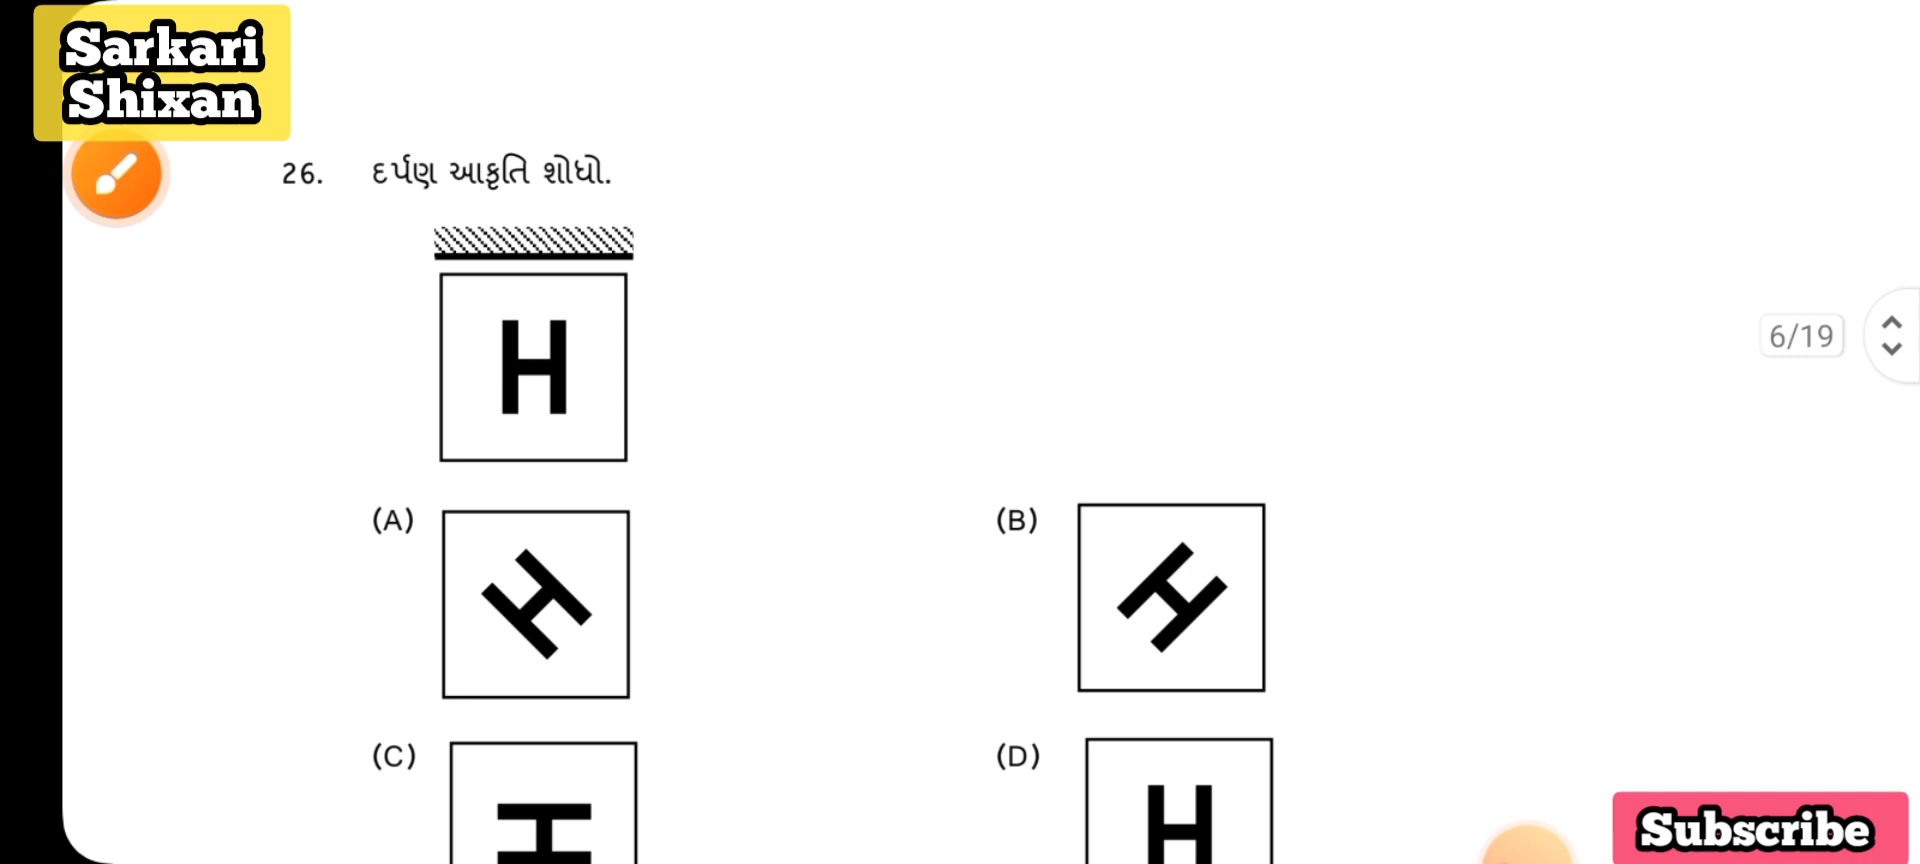 Sarkari
Shixan
26. દર્પણ આકૃતિ શોધો.
H
6/19
(A) H
(B) H
(C) H
(D) H
Subscribe